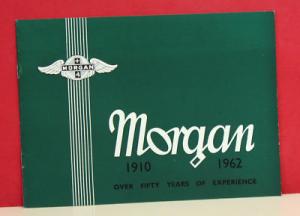 +
MORGAN
4
Morgan
1910 1962
OVER FIFTY YEARS OF EXPERIENCE